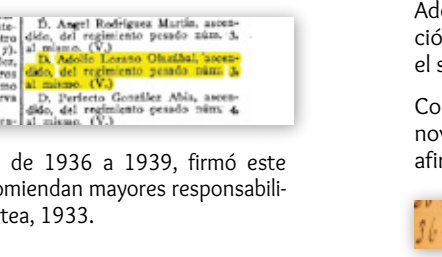 D. Angel Rodríguez Martín, ascen-
dido, del regimiento pesado núm. 3,
al mismo. (V.)
D. Adolfo Lozano Olazábal, ascen-
dido, del regimiento pesado núm. 3,
al mismo. (V.)
D. Perfecto González Abia, ascen-
dido, del regimiento pesado núm. 4,
al mismo. (V.)
de 1936 a 1939, firmó este
omiendan mayores responsabili-
tea, 1933.
Ad
ció
el s
Co
nov
afi
36